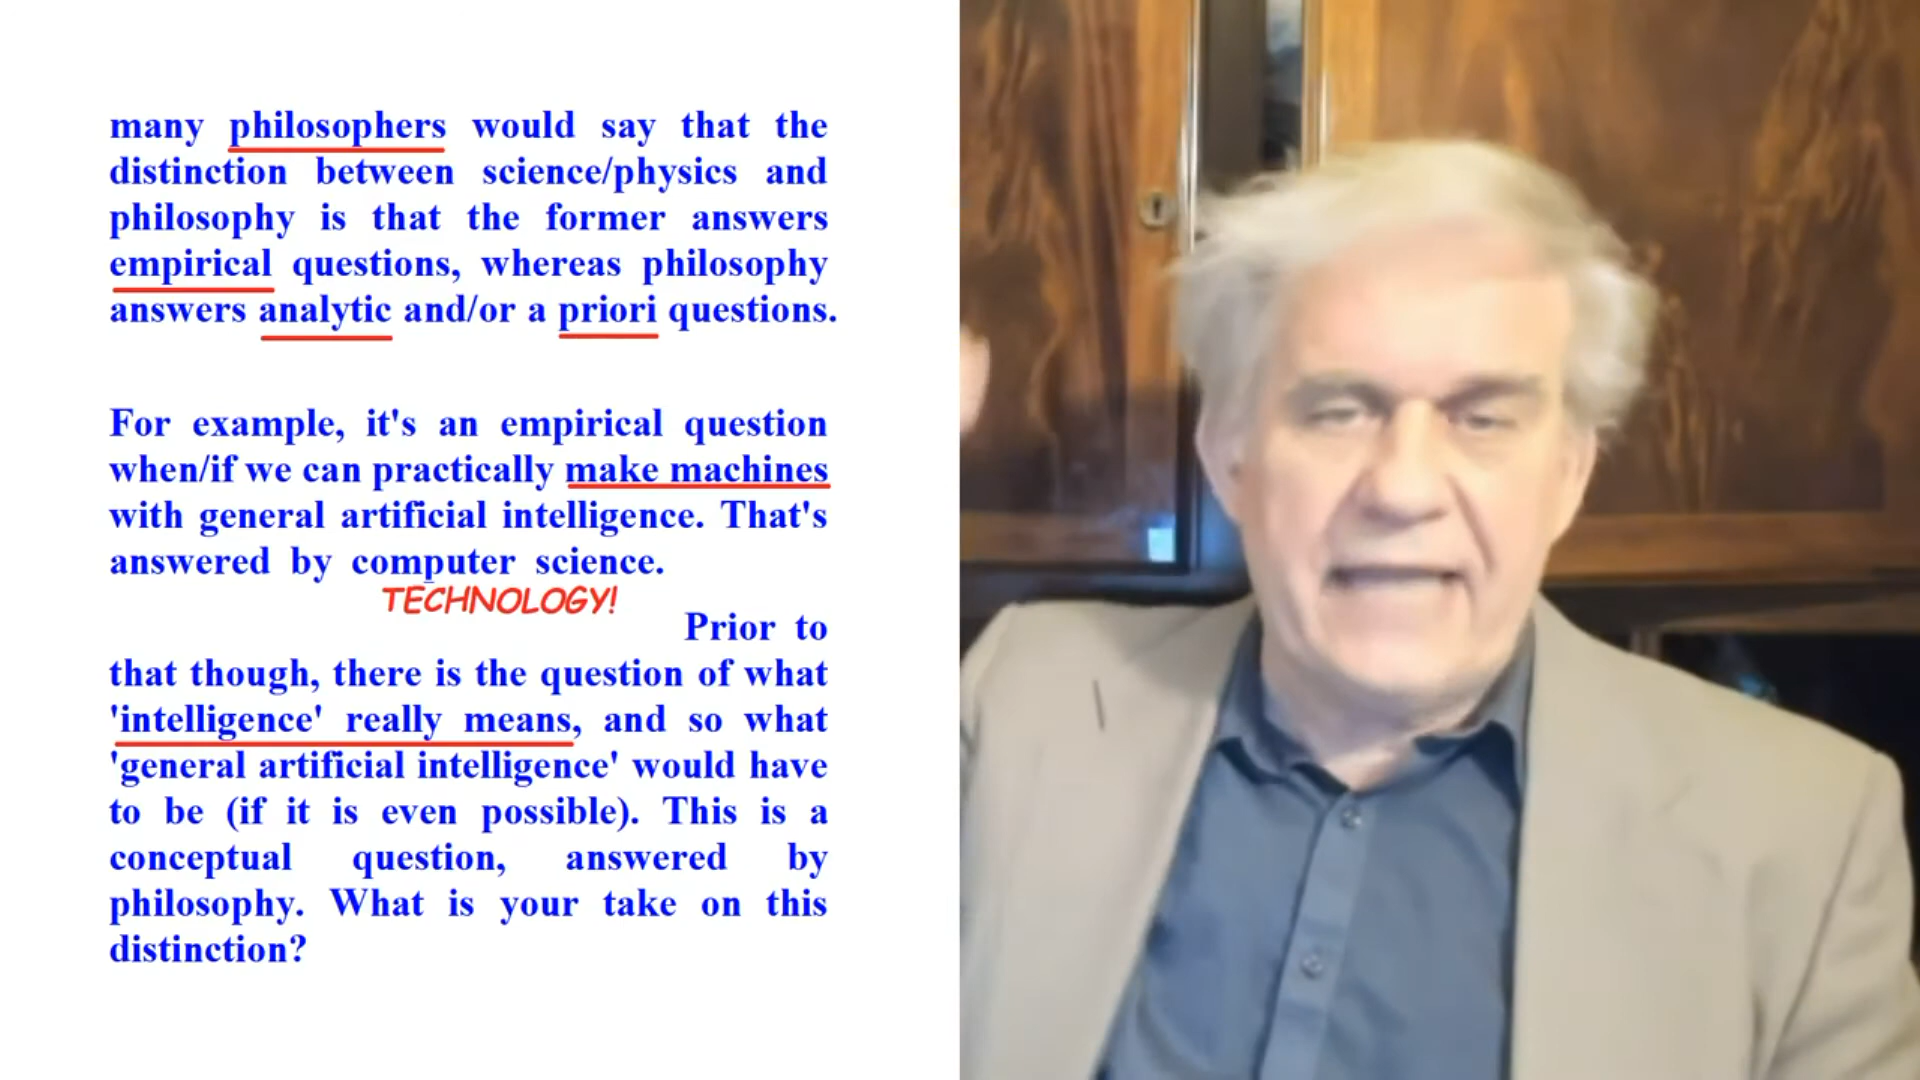 many philosophers would say that the
distinction between science/physics and
philosophy is that the former answers
empirical questions, whereas philosophy
answers analytic and/or a priori questions.
For example, it's an empirical question
when/if we can practically make machines
with general artificial intelligence. That's
answered by computer science.
TECHNOLOGY!
Prior to
that though, there is the question of what
'intelligence' really means, and so what
'general artificial intelligence' would have
to be (if it is even possible). This is a
conceptual question, answered by
philosophy. What is your take on this
distinction?